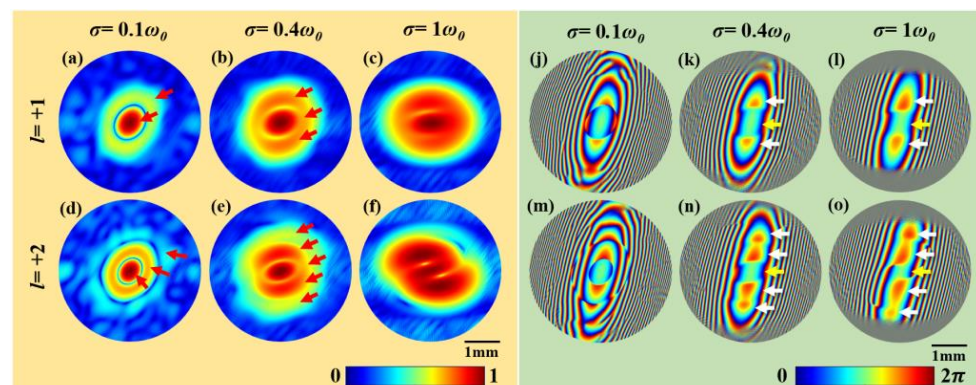 σ= 0.1ω₀ σ= 0.4ω₀ σ= 1ω₀
(a) (b) (c)
l= +1
(d) (e) (f)
l= +2
1mm
0 1
σ= 0.1ω₀ σ= 0.4ω₀ σ= 1ω₀
(j) (k) (l)
(m) (n) (o)
1mm
0 2π